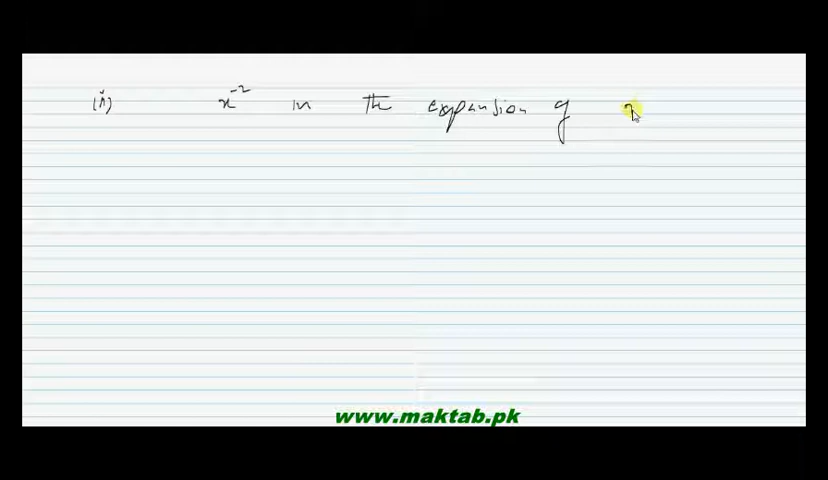 (ii) x⁻² in the expansion of
www.maktab.pk